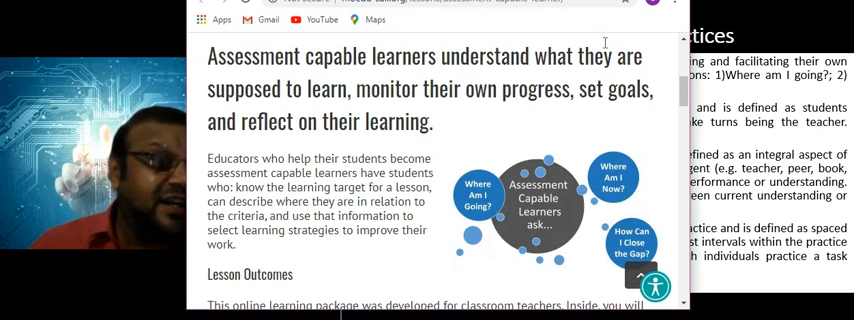 Apps Gmail YouTube Maps
Assessment capable learners understand what they are
supposed to learn, monitor their own progress, set goals,
and reflect on their learning.
Educators who help their students become
assessment capable learners have students
who: know the learning target for a lesson,
can describe where they are in relation to
the criteria, and use that information to
select learning strategies to improve their
work.
Lesson Outcomes
This online learning package was developed for classroom teachers. Inside, you will
Where
Am I
Going?
Assessment
Capable
Learners
ask...
Where
Am I
Now?
How Can
I Close
the Gap?
ctices
ing and facilitating their own
ons: 1)Where am I going?; 2)
and is defined as students
ke turns being the teacher.
efined as an integral aspect of
gent (e.g. teacher, peer, book,
erformance or understanding.
een current understanding or
actice and is defined as spaced
st intervals within the practice
h individuals practice a task